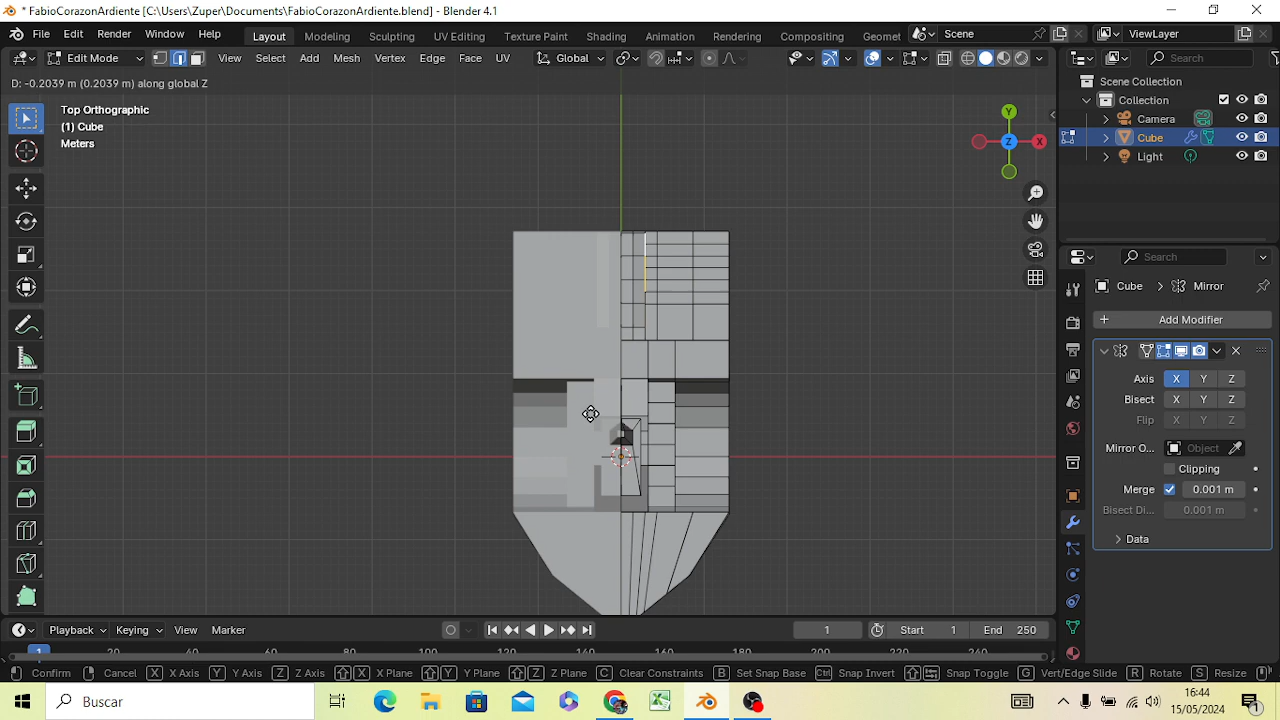 * FabioCorazonArdiente [C:\Users\Zuper\Documents\FabioCorazonArdiente.blend] - Blender 4.1
File Edit Render Window Help Layout Modeling Sculpting UV Editing Texture Paint Shading Animation Rendering Compositing Geomet Scene ViewLayer
Edit Mode View Select Add Mesh Vertex Edge Face UV Global Search
D: -0.2039 m (0.2039 m) along global Z
Scene Collection
Top Orthographic
(1) Cube
Meters
Collection
Camera
Cube
Light
Y
Z
X
Search
Cube > Mirror
+ Add Modifier
Axis X Y Z
Bisect X Y Z
Flip X Y Z
Mirror O... Object
Clipping
Merge 0.001 m
Bisect Di... 0.001 m
Data
Playback Keying View Marker 1 Start 1 End 250
1 20 40 60 80 100 120 140 160 180 200 220 240
Confirm Cancel X X Axis Y Y Axis Z Z Axis X X Plane Y Y Plane Z Z Plane C Clear Constraints B Set Snap Base Ctrl Snap Invert Snap Toggle G Vert/Edge Slide R Rotate S Resize
Buscar
16:44
15/05/2024
1